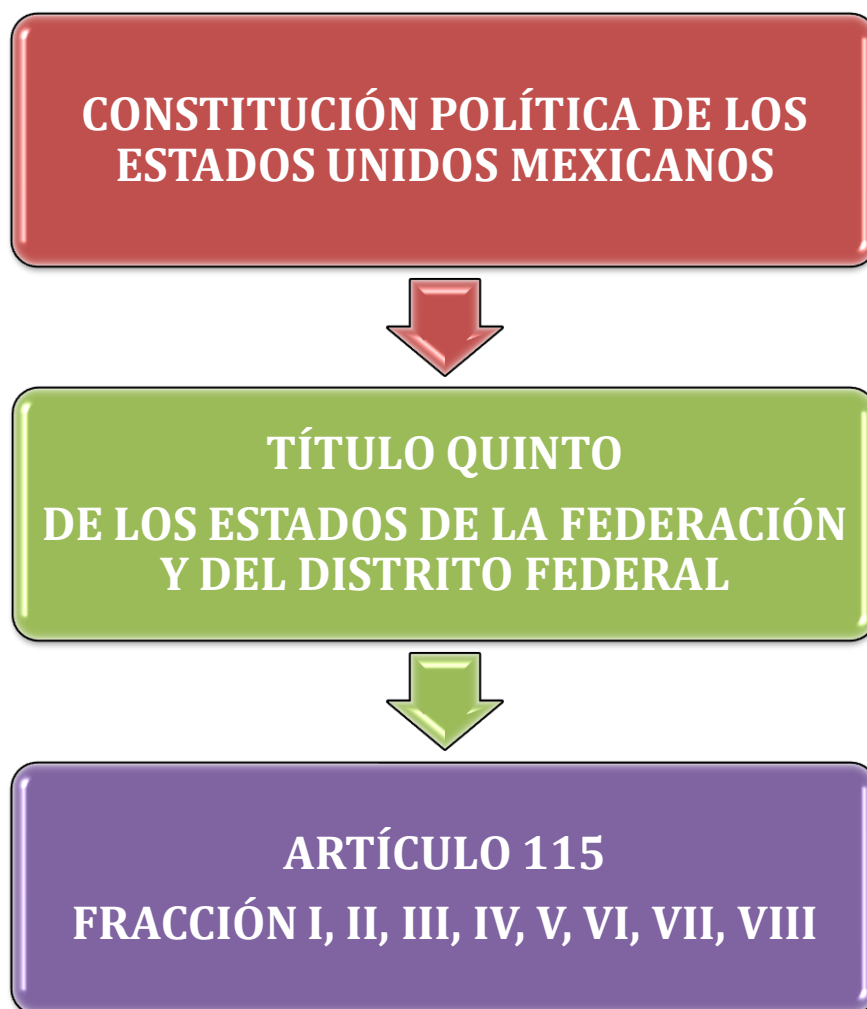 CONSTITUCIÓN POLÍTICA DE LOS
ESTADOS UNIDOS MEXICANOS
TÍTULO QUINTO
DE LOS ESTADOS DE LA FEDERACIÓN
Y DEL DISTRITO FEDERAL
ARTÍCULO 115
FRACCIÓN I, II, III, IV, V, VI, VII, VIII